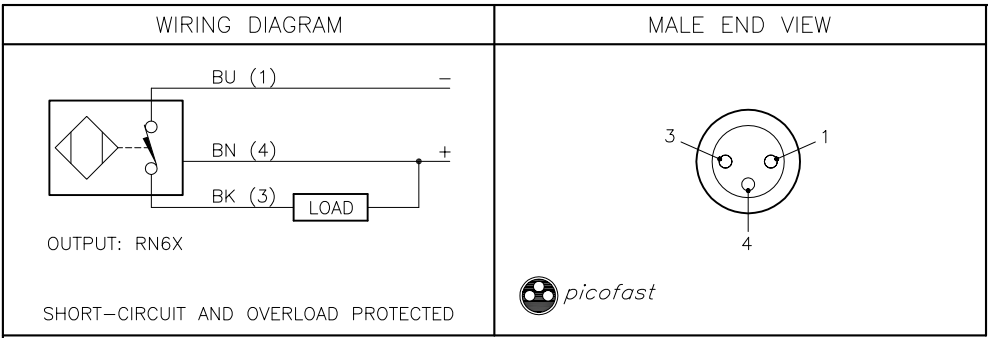 WIRING DIAGRAM
MALE END VIEW
BU (1) –
BN (4) +
BK (3)
LOAD
OUTPUT: RN6X
SHORT–CIRCUIT AND OVERLOAD PROTECTED
3
1
4
picofast